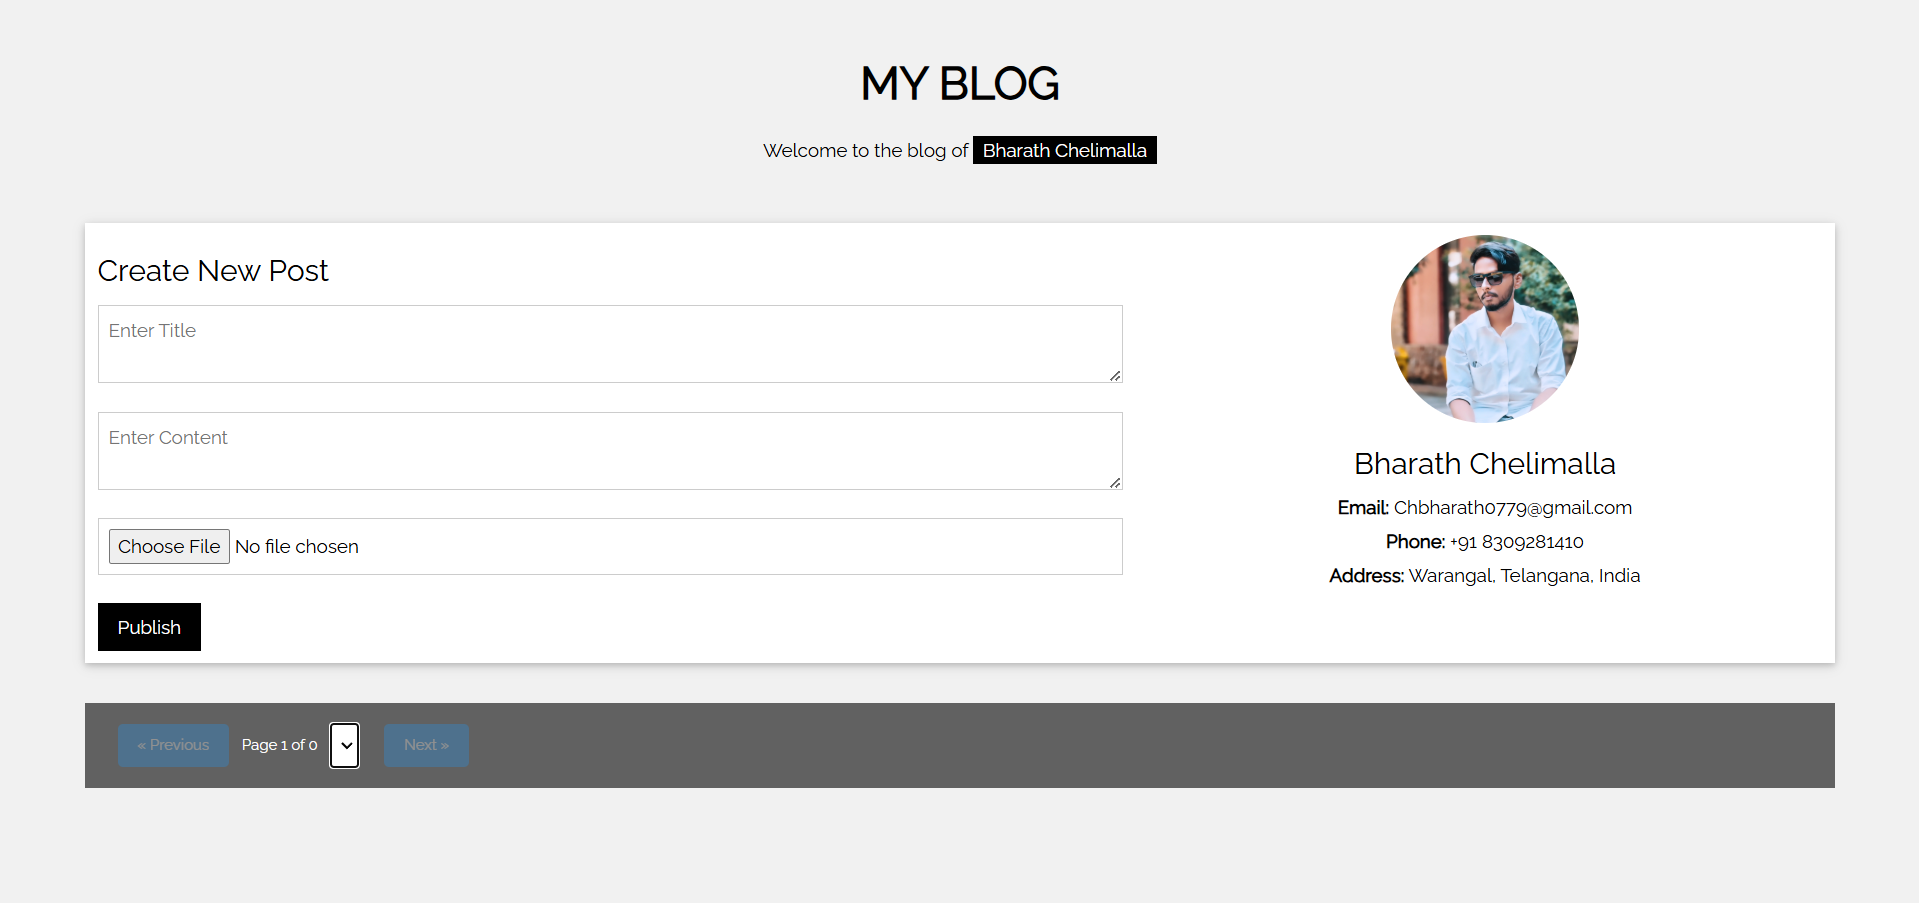 MY BLOG
Welcome to the blog of Bharath Chelimalla
Create New Post
Enter Title
Enter Content
Choose File No file chosen
Publish
Bharath Chelimalla
Email: Chbharath0779@gmail.com
Phone: +91 8309281410
Address: Warangal, Telangana, India
« Previous Page 1 of 0 Next »